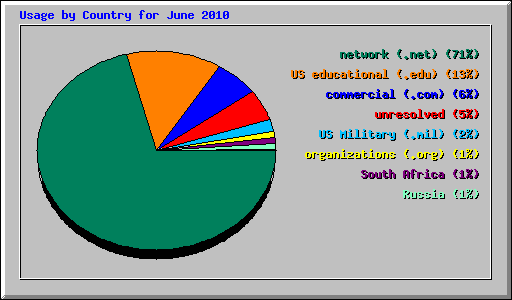 Usage by Country for June 2010
network (.net) (71%)
US educational (.edu) (13%)
commercial (.com) (6%)
unresolved (5%)
US Military (.mil) (2%)
organizations (.org) (1%)
South Africa (1%)
Russia (1%)